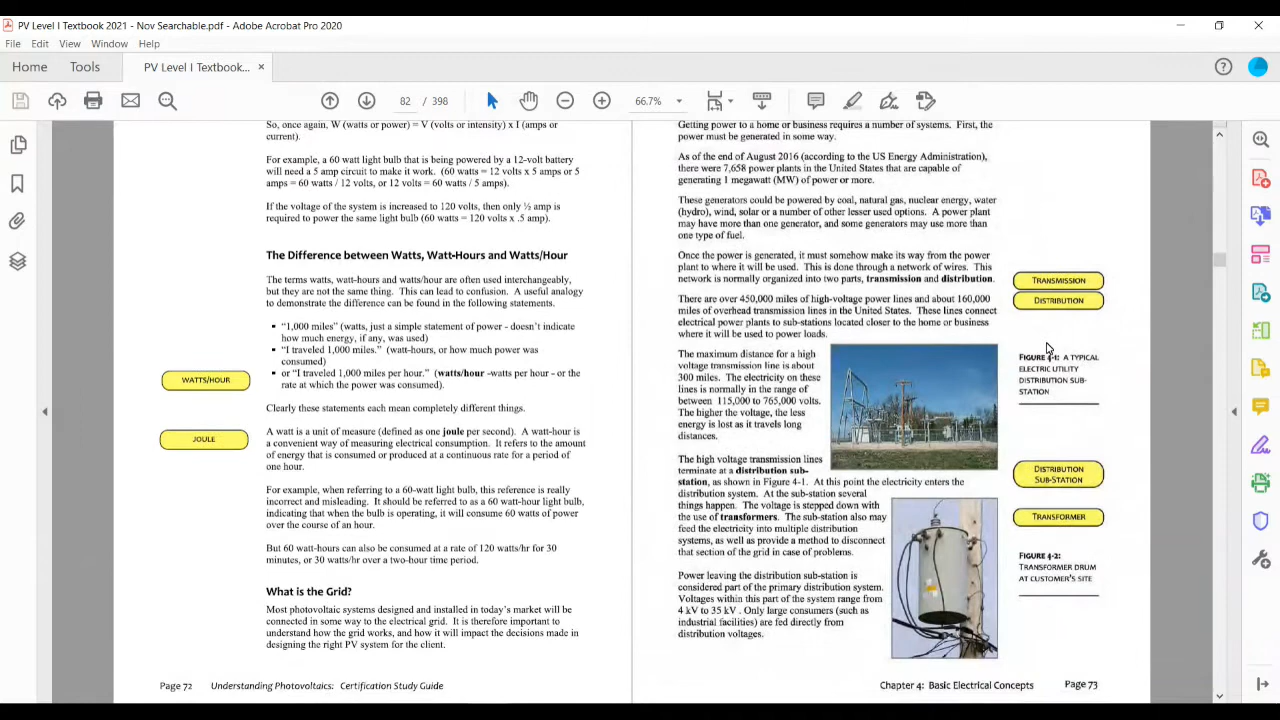 PV Level I Textbook 2021 - Nov Searchable.pdf - Adobe Acrobat Pro 2020
File Edit View Window Help
Home Tools PV Level I Textbook... ×
82 / 398 66.7%
So, once again, W (watts or power) = V (volts or intensity) x I (amps or
current).
For example, a 60 watt light bulb that is being powered by a 12-volt battery
will need a 5 amp circuit to make it work. (60 watts = 12 volts x 5 amps or 5
amps = 60 watts / 12 volts, or 12 volts = 60 watts / 5 amps).
If the voltage of the system is increased to 120 volts, then only ½ amp is
required to power the same light bulb (60 watts = 120 volts x .5 amp).
The Difference between Watts, Watt-Hours and Watts/Hour
The terms watts, watt-hours and watts/hour are often used interchangeably,
but they are not the same thing. This can lead to confusion. A useful analogy
to demonstrate the difference can be found in the following statements.
▪ “1,000 miles” (watts, just a simple statement of power - doesn’t indicate
how much energy, if any, was used)
▪ “I traveled 1,000 miles.” (watt-hours, or how much power was
consumed)
▪ or “I traveled 1,000 miles per hour.” (watts/hour -watts per hour - or the
rate at which the power was consumed).
WATTS/HOUR
Clearly these statements each mean completely different things.
A watt is a unit of measure (defined as one joule per second). A watt-hour is
a convenient way of measuring electrical consumption. It refers to the amount
of energy that is consumed or produced at a continuous rate for a period of
one hour.
JOULE
For example, when referring to a 60-watt light bulb, this reference is really
incorrect and misleading. It should be referred to as a 60 watt-hour light bulb,
indicating that when the bulb is operating, it will consume 60 watts of power
over the course of an hour.
But 60 watt-hours can also be consumed at a rate of 120 watts/hr for 30
minutes, or 30 watts/hr over a two-hour time period.
What is the Grid?
Most photovoltaic systems designed and installed in today’s market will be
connected in some way to the electrical grid. It is therefore important to
understand how the grid works, and how it will impact the decisions made in
designing the right PV system for the client.
Page 72 Understanding Photovoltaics: Certification Study Guide
Getting power to a home or business requires a number of systems. First, the
power must be generated in some way.
As of the end of August 2016 (according to the US Energy Administration),
there were 7,658 power plants in the United States that are capable of
generating 1 megawatt (MW) of power or more.
These generators could be powered by coal, natural gas, nuclear energy, water
(hydro), wind, solar or a number of other lesser used options. A power plant
may have more than one generator, and some generators may use more than
one type of fuel.
Once the power is generated, it must somehow make its way from the power
plant to where it will be used. This is done through a network of wires. This
network is normally organized into two parts, transmission and distribution.
TRANSMISSION
DISTRIBUTION
There are over 450,000 miles of high-voltage power lines and about 160,000
miles of overhead transmission lines in the United States. These lines connect
electrical power plants to sub-stations located closer to the home or business
where it will be used to power loads.
The maximum distance for a high
voltage transmission line is about
300 miles. The electricity on these
lines is normally in the range of
between 115,000 to 765,000 volts.
The higher the voltage, the less
energy is lost as it travels long
distances.
FIGURE 4-1: A TYPICAL
ELECTRIC UTILITY
DISTRIBUTION SUB-
STATION
The high voltage transmission lines
terminate at a distribution sub-
station, as shown in Figure 4-1. At this point the electricity enters the
distribution system. At the sub-station several
things happen. The voltage is stepped down with
the use of transformers. The sub-station also may
feed the electricity into multiple distribution
systems, as well as provide a method to disconnect
that section of the grid in case of problems.
DISTRIBUTION
SUB-STATION
TRANSFORMER
FIGURE 4-2:
TRANSFORMER DRUM
AT CUSTOMER’S SITE
Power leaving the distribution sub-station is
considered part of the primary distribution system.
Voltages within this part of the system range from
4 kV to 35 kV . Only large consumers (such as
industrial facilities) are fed directly from
distribution voltages.
Chapter 4: Basic Electrical Concepts Page 73